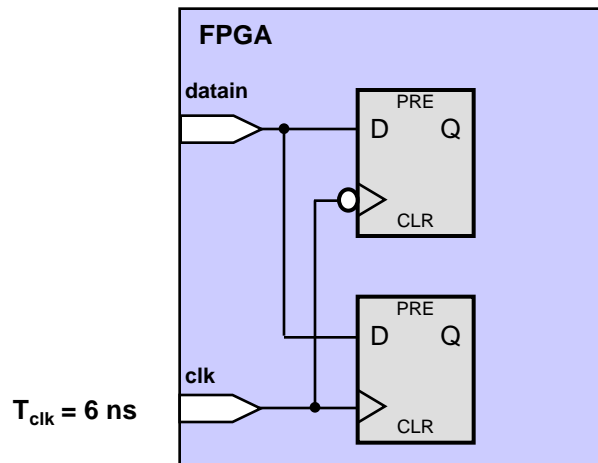 FPGA
datain
PRE
D Q
CLR
PRE
D Q
clk
T_clk = 6 ns
CLR